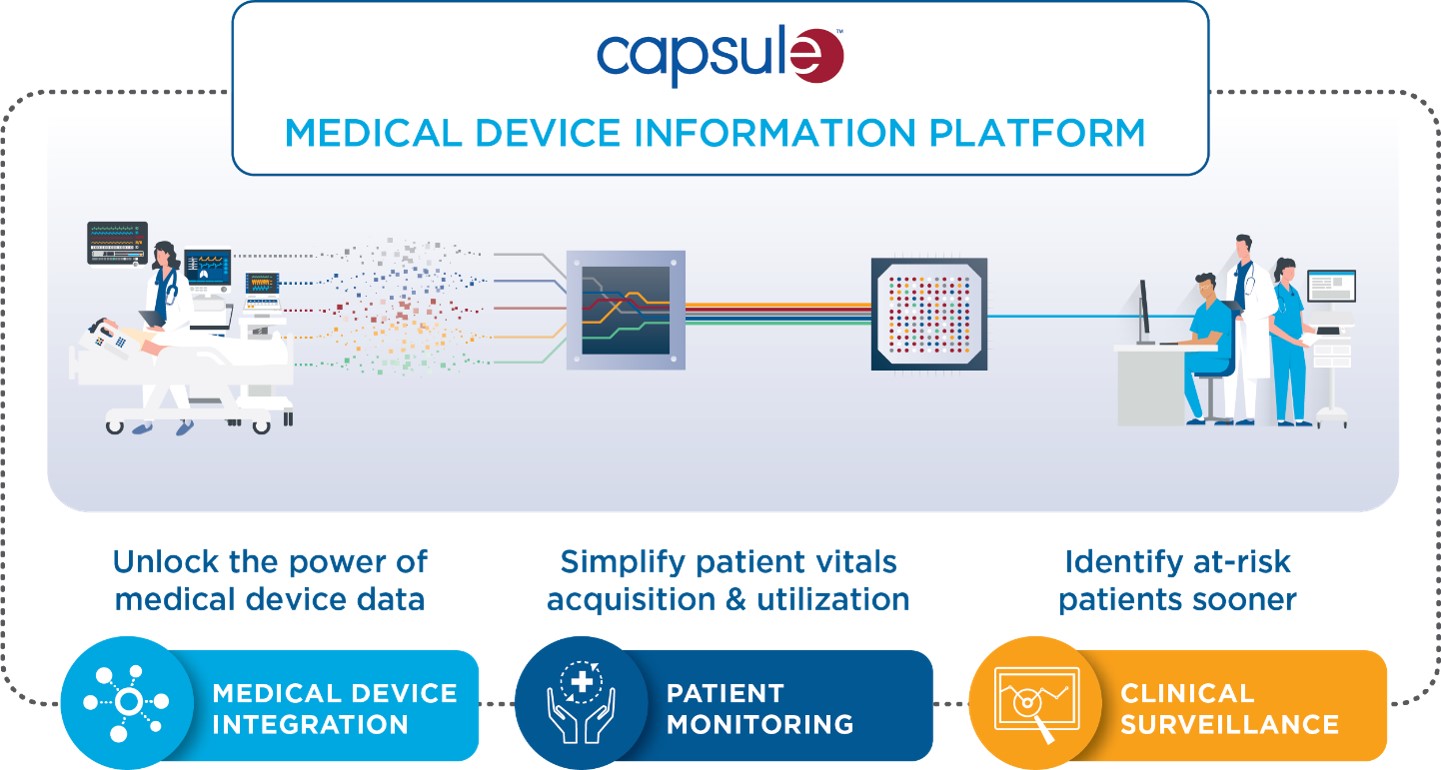 capsule™
MEDICAL DEVICE INFORMATION PLATFORM
Unlock the power of
medical device data
Simplify patient vitals
acquisition & utilization
Identify at-risk
patients sooner
MEDICAL DEVICE
INTEGRATION
PATIENT
MONITORING
CLINICAL
SURVEILLANCE